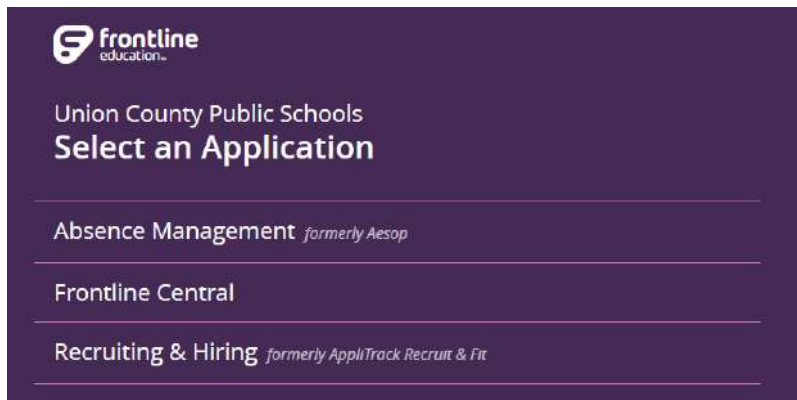 frontline
education™
Union County Public Schools
Select an Application
Absence Management formerly Aesop
Frontline Central
Recruiting & Hiring formerly AppliTrack Recruit & Fit